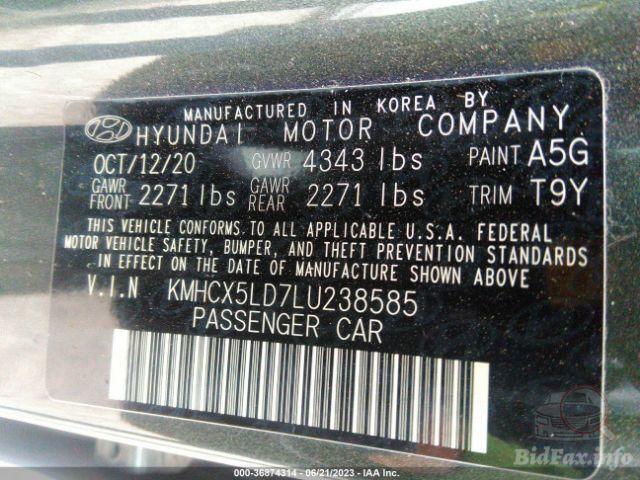 MANUFACTURED IN KOREA BY
HYUNDAI MOTOR COMPANY
OCT/12/20 GVWR 4343 lbs PAINT A5G
GAWR FRONT 2271 lbs GAWR REAR 2271 lbs TRIM T9Y
THIS VEHICLE CONFORMS TO ALL APPLICABLE U.S.A. FEDERAL
MOTOR VEHICLE SAFETY, BUMPER, AND THEFT PREVENTION STANDARDS
IN EFFECT ON THE DATE OF MANUFACTURE SHOWN ABOVE
V.I.N KMHCX5LD7LU238585
PASSENGER CAR
BidFax.info
000-36874314 - 06/21/2023 - IAA Inc.